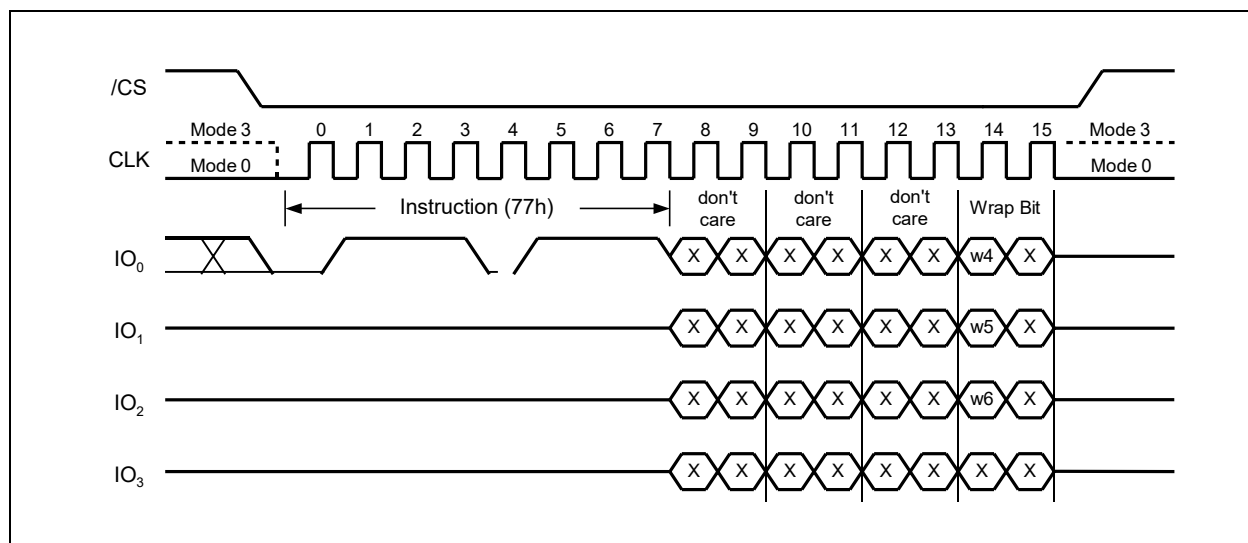 /CS
Mode 3 0 1 2 3 4 5 6 7 8 9 10 11 12 13 14 15 Mode 3
CLK
Mode 0 Mode 0
Instruction (77h) don't care don't care don't care Wrap Bit
IO0 X X X X X X w4 X
IO1 X X X X X X w5 X
IO2 X X X X X X w6 X
IO3 X X X X X X X X